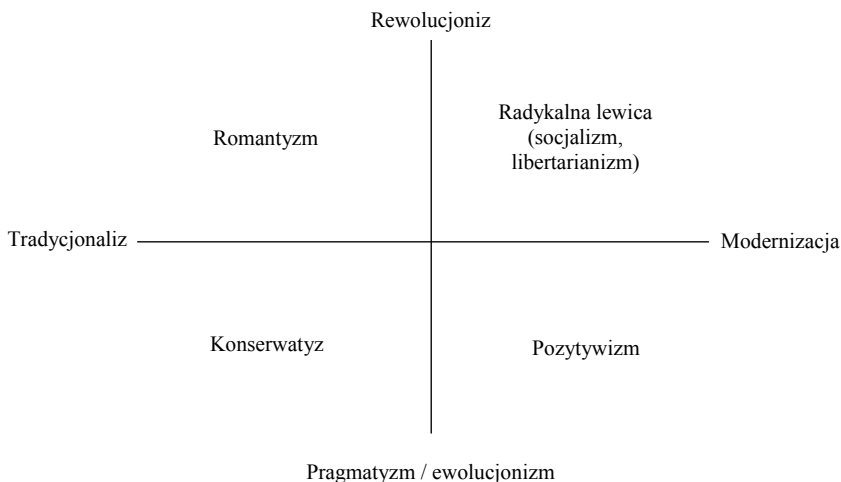 Rewolucjoniz
Radykalna lewica
(socjalizm,
libertarianizm)
Romantyzm
Tradycjonaliz
Modernizacja
Konserwatyz
Pozytywizm
Pragmatyzm / ewolucjonizm